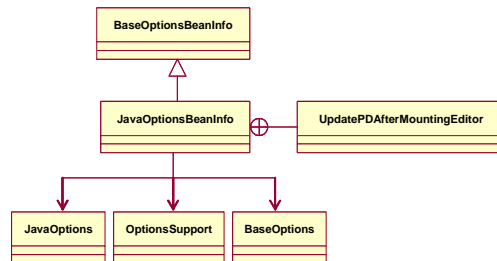 BaseOptionsBeanInfo
JavaOptionsBeanInfo
UpdatePDAfterMountingEditor
JavaOptions
OptionsSupport
BaseOptions